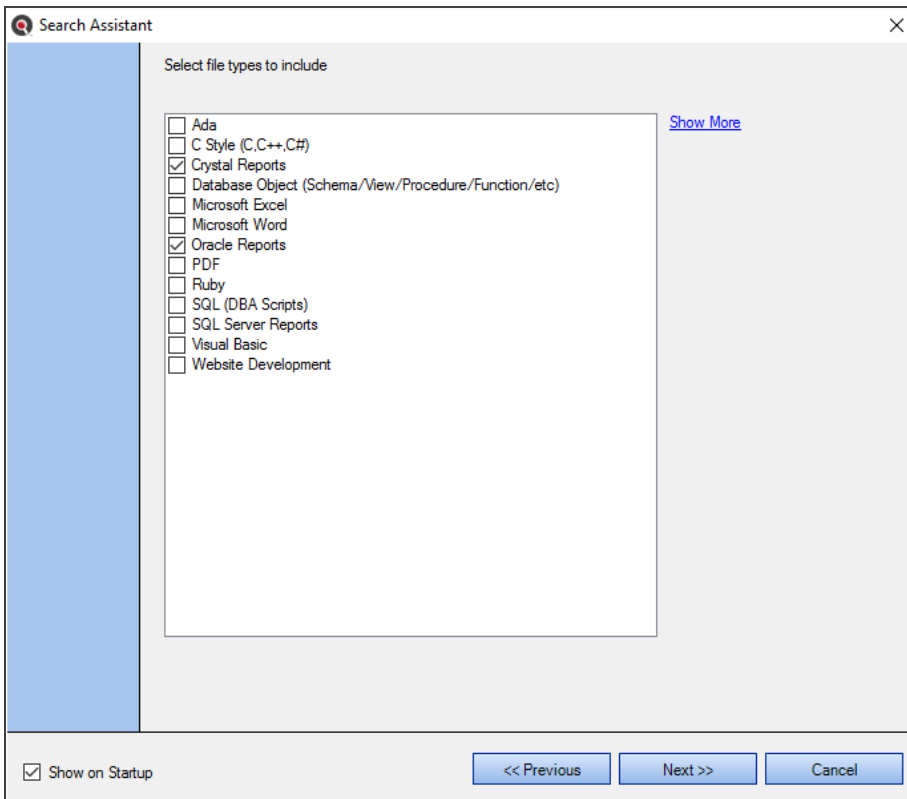 Search Assistant
Select file types to include
Ada
Show More
C Style (C,C++,C#)
Crystal Reports
Database Object (Schema/View/Procedure/Function/etc)
Microsoft Excel
Microsoft Word
Oracle Reports
PDF
Ruby
SQL (DBA Scripts)
SQL Server Reports
Visual Basic
Website Development
Show on Startup
<< Previous
Next >>
Cancel